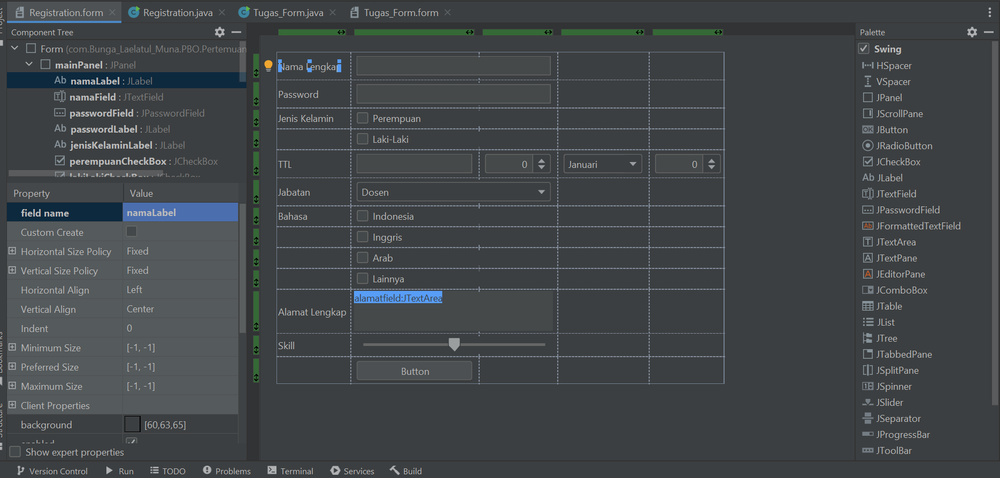 Registration.form
Registration.java
Tugas_Form.java
Tugas_Form.form
Component Tree
Form (com.Bunga_Laelatul_Muna.PBO.Pertemuan
mainPanel : JPanel
Ab namaLabel : JLabel
namaField : JTextField
passwordField : JPasswordField
Ab passwordLabel : JLabel
Ab jenisKelaminLabel : JLabel
perempuanCheckBox : JCheckBox
lakiLakiCheckBox : JCheckBox
Property Value
field name namaLabel
Custom Create
Horizontal Size Policy Fixed
Vertical Size Policy Fixed
Horizontal Align Left
Vertical Align Center
Indent 0
Minimum Size [-1, -1]
Preferred Size [-1, -1]
Maximum Size [-1, -1]
Client Properties
background [60,63,65]
enabled
Show expert properties
Nama Lengkap
Password
Jenis Kelamin Perempuan
Laki-Laki
TTL 0 Januari 0
Jabatan Dosen
Bahasa Indonesia
Inggris
Arab
Lainnya
alamatfield:JTextArea
Alamat Lengkap
Skill
Button
Palette
Swing
HSpacer
VSpacer
JPanel
JScrollPane
OK JButton
JRadioButton
JCheckBox
Ab JLabel
JTextField
JPasswordField
Ab JFormattedTextField
JTextArea
JTextPane
JEditorPane
JComboBox
JTable
JList
JTree
JTabbedPane
JSplitPane
JSpinner
JSlider
JSeparator
JProgressBar
JToolBar
Version Control
Run
TODO
Problems
Terminal
Services
Build